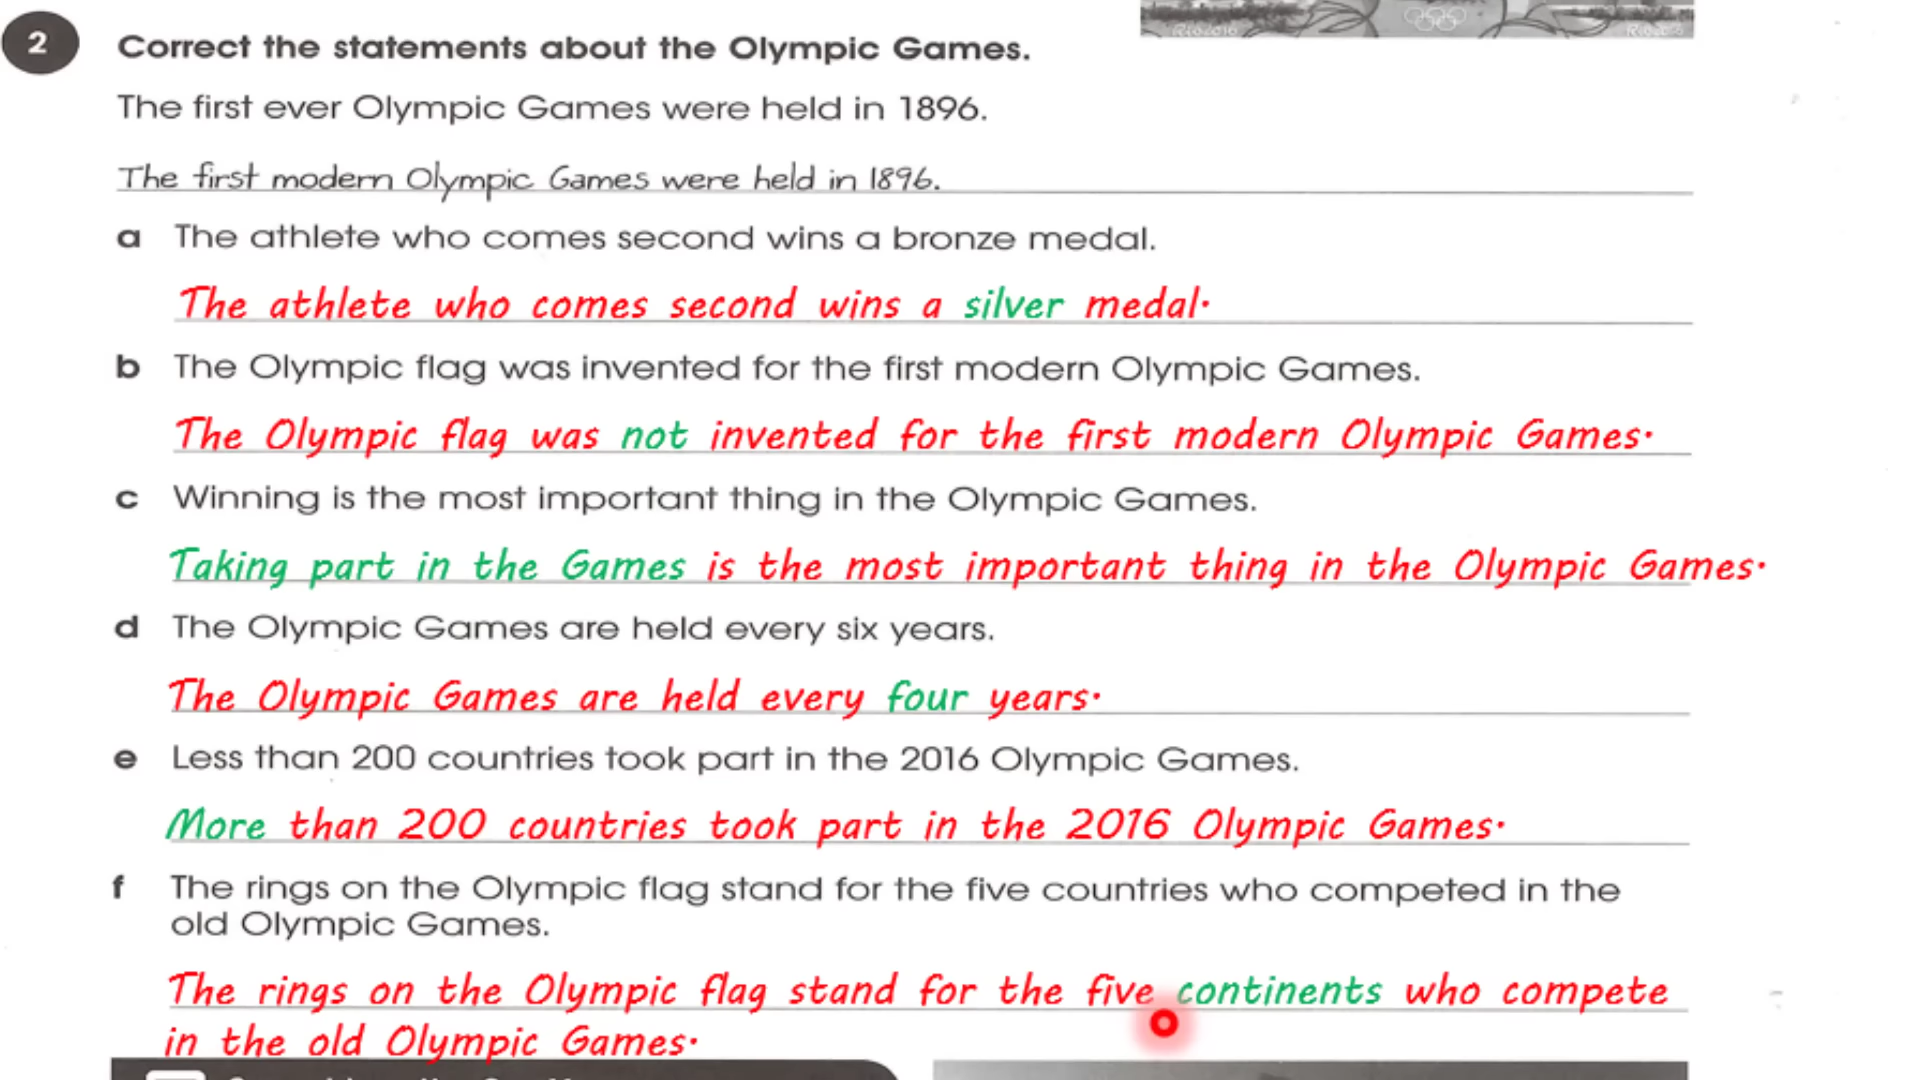 2 Correct the statements about the Olympic Games.
The first ever Olympic Games were held in 1896.
The first modern Olympic Games were held in 1896.
a The athlete who comes second wins a bronze medal.
The athlete who comes second wins a silver medal.
b The Olympic flag was invented for the first modern Olympic Games.
The Olympic flag was not invented for the first modern Olympic Games.
c Winning is the most important thing in the Olympic Games.
Taking part in the Games is the most important thing in the Olympic Games.
d The Olympic Games are held every six years.
The Olympic Games are held every four years.
e Less than 200 countries took part in the 2016 Olympic Games.
More than 200 countries took part in the 2016 Olympic Games.
f The rings on the Olympic flag stand for the five countries who competed in the
old Olympic Games.
The rings on the Olympic flag stand for the five continents who compete
in the old Olympic Games.